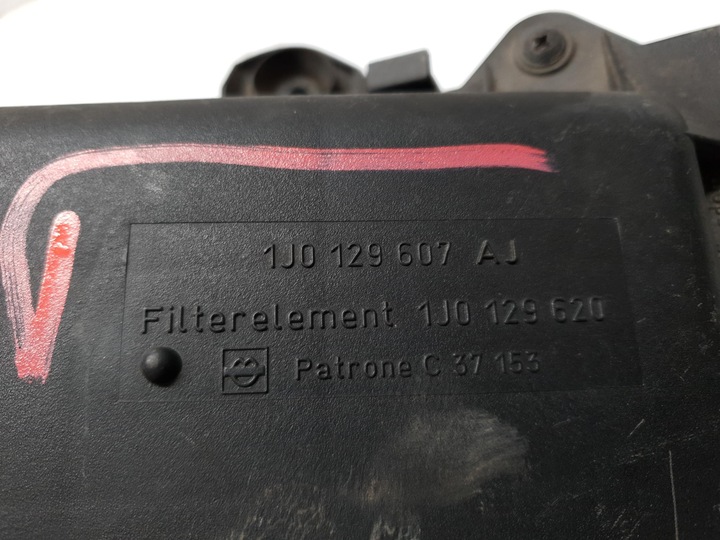 1J0 129 607 AJ
Filterelement 1J0 129 620
Patrone C 37 153